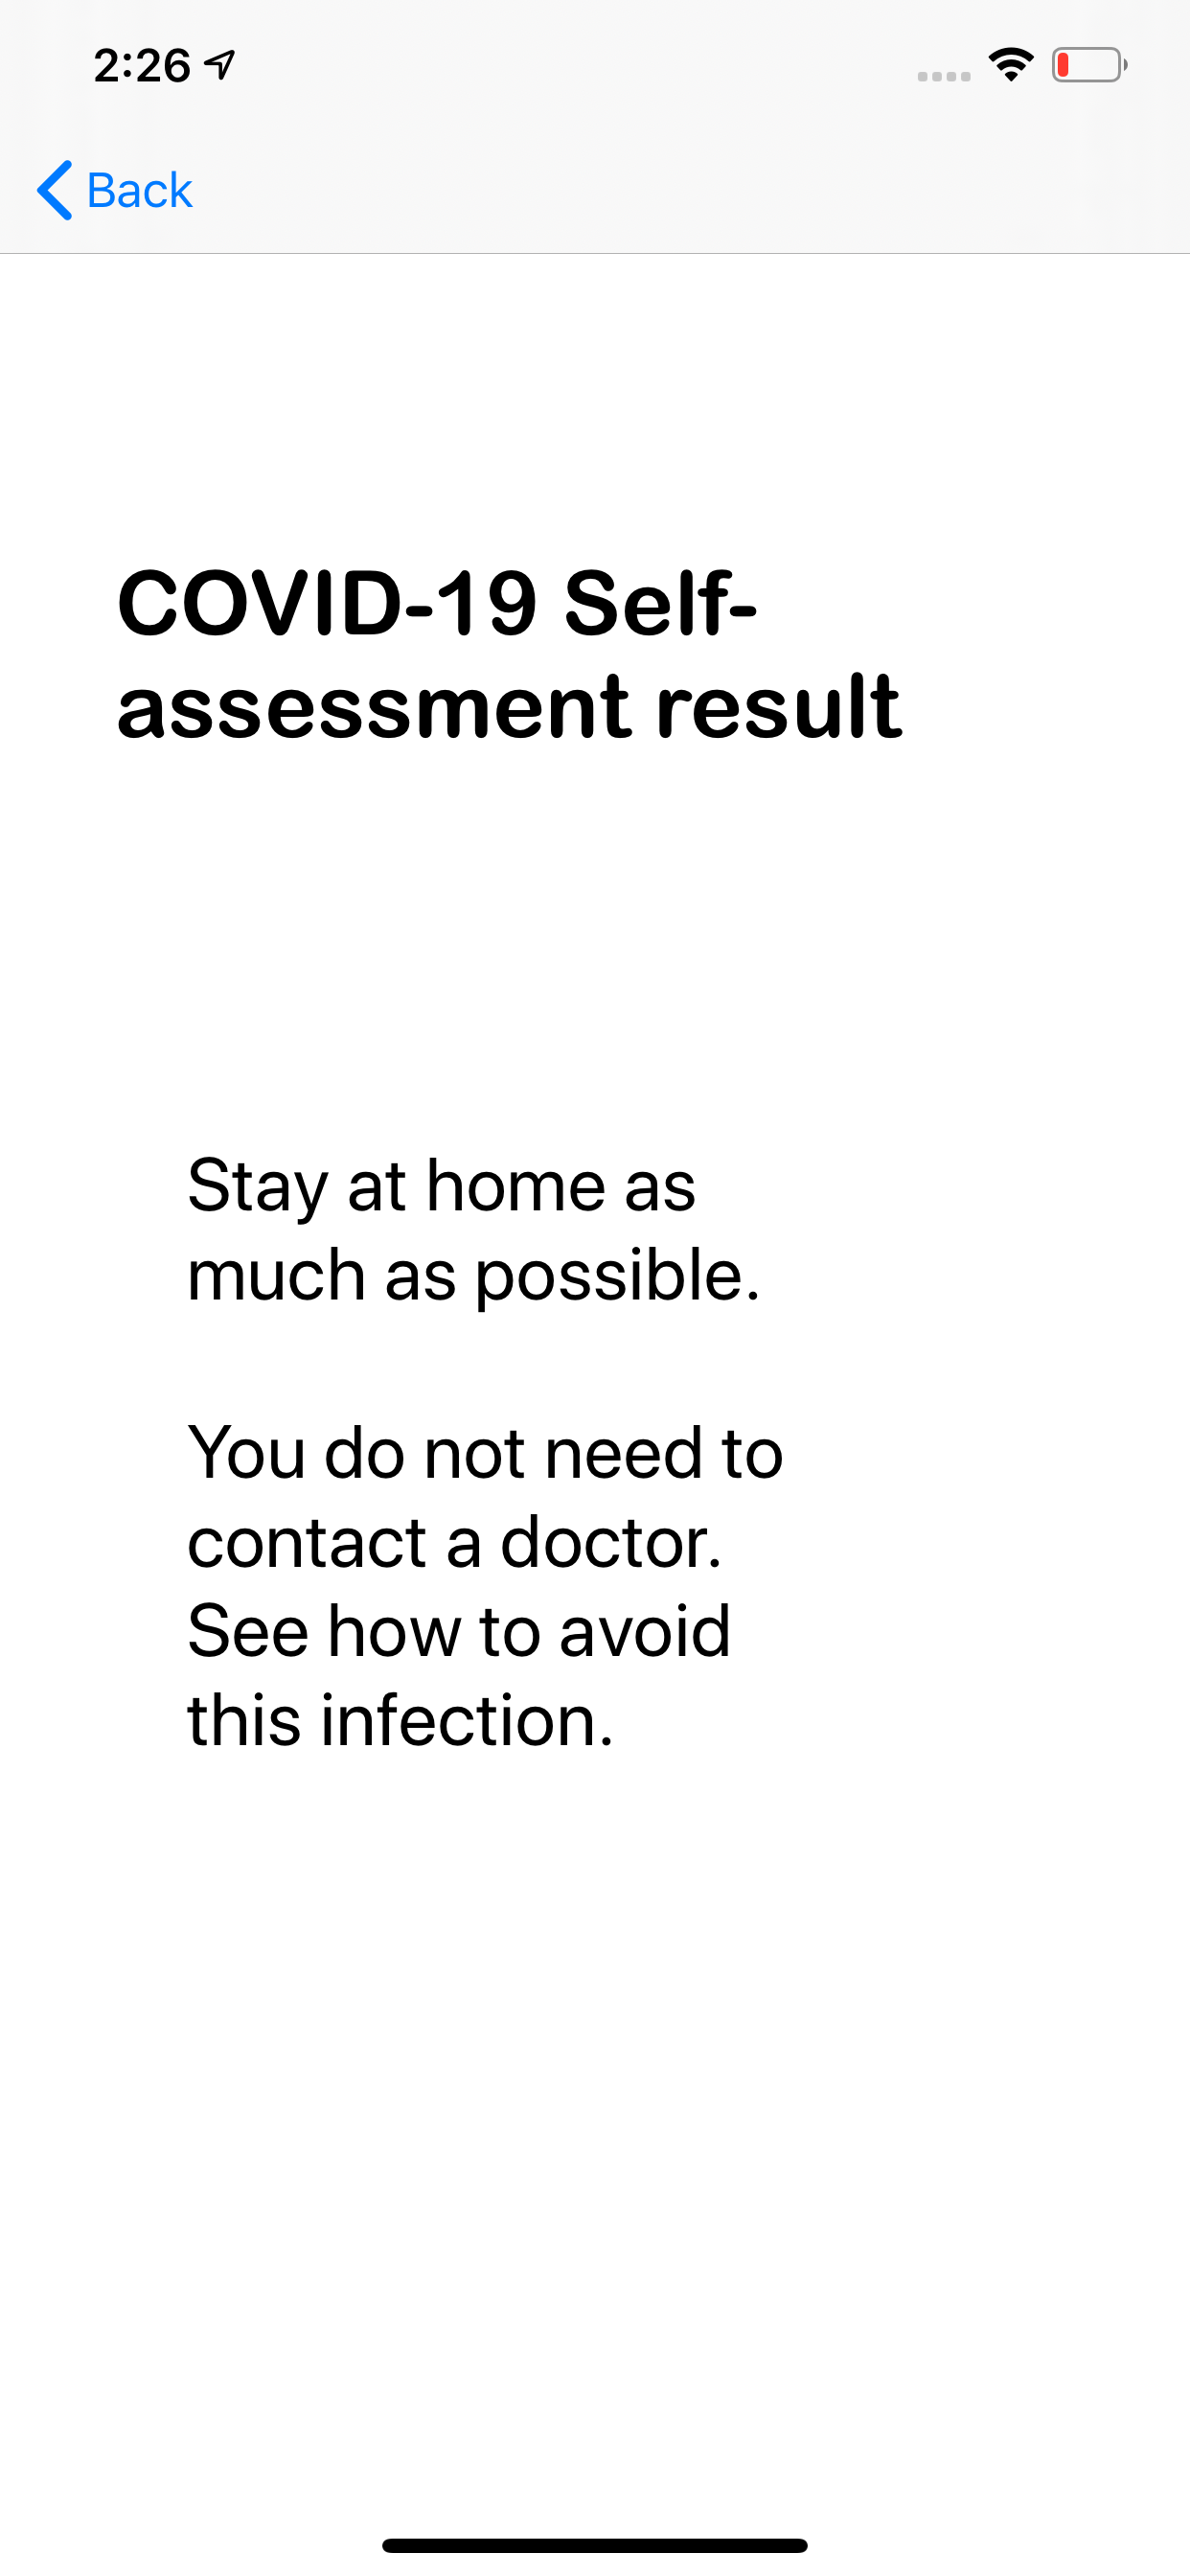 2:26
Back
COVID-19 Self-
assessment result
Stay at home as
much as possible.
You do not need to
contact a doctor.
See how to avoid
this infection.